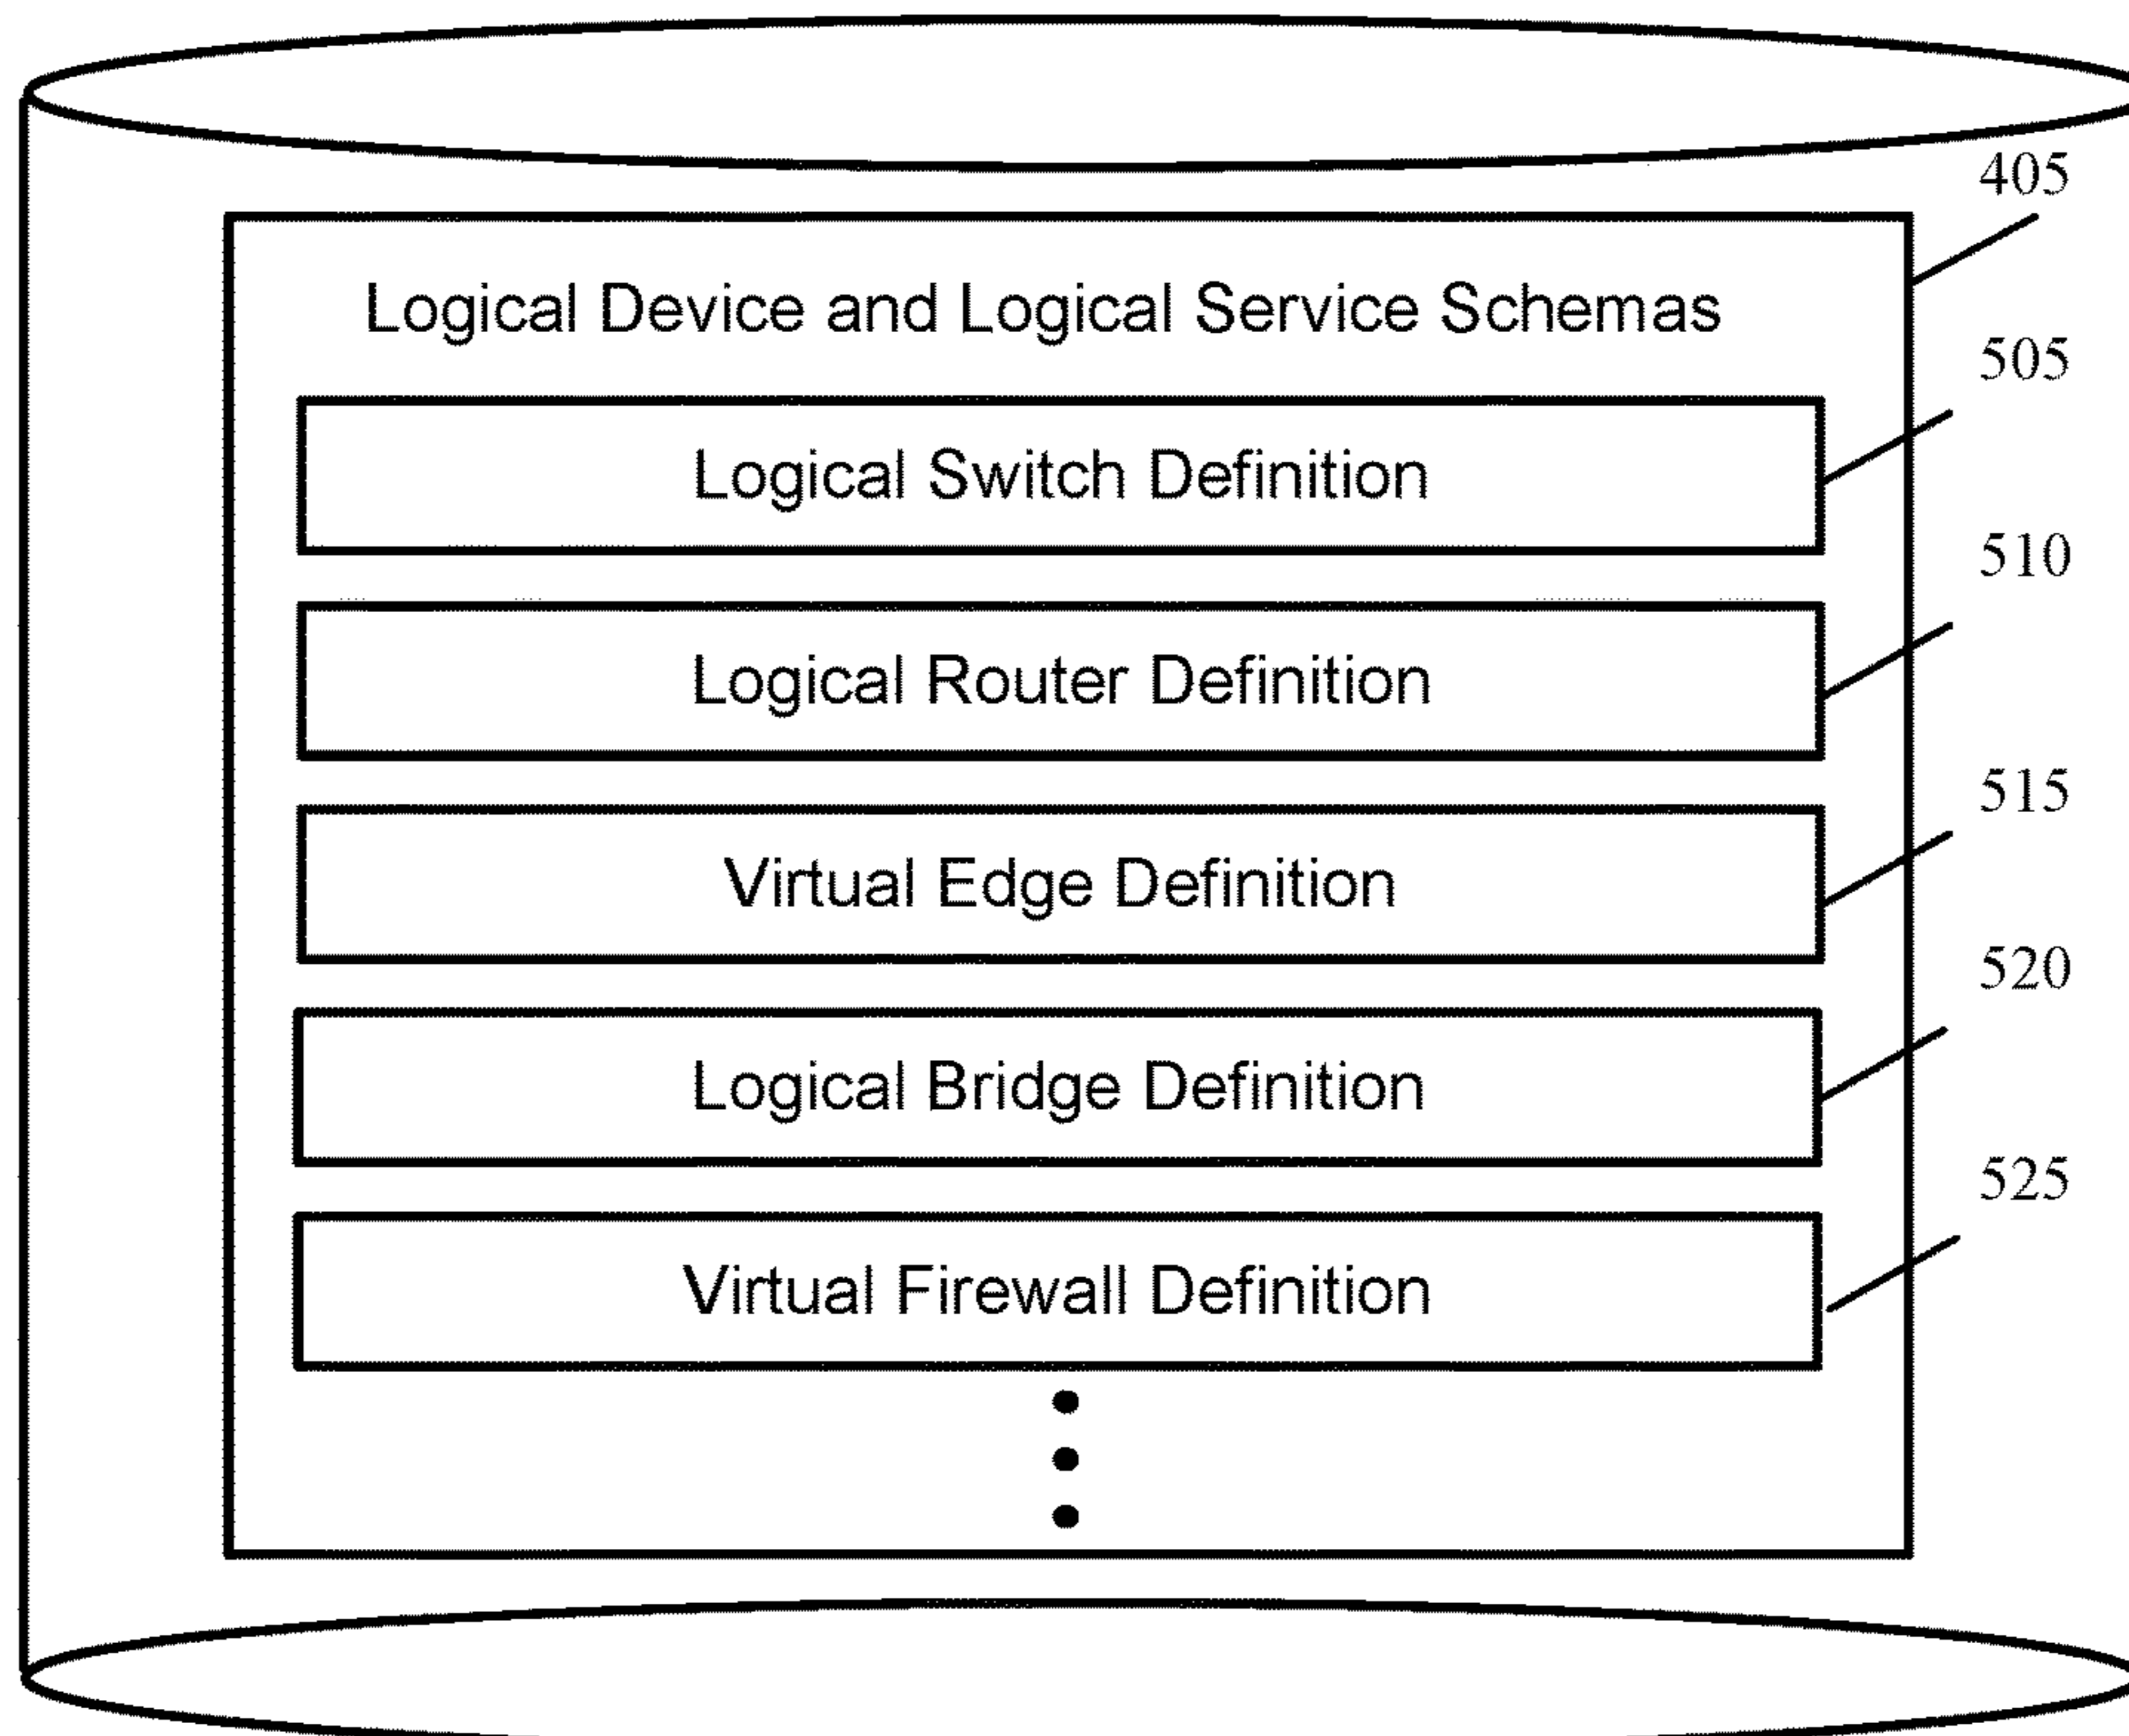 405
Logical Device and Logical Service Schemas
505
Logical Switch Definition
510
Logical Router Definition
515
Virtual Edge Definition
520
Logical Bridge Definition
525
Virtual Firewall Definition